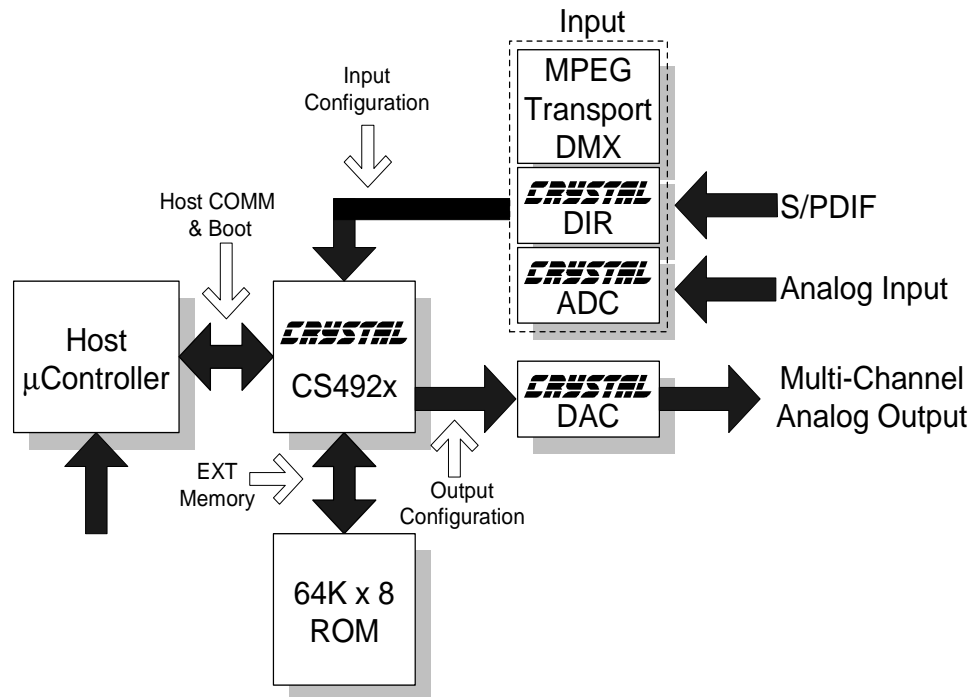 Input
MPEG
Transport
DMX
CRYSTAL
DIR
CRYSTAL
ADC
S/PDIF
Analog Input
Input
Configuration
Host COMM
& Boot
Host
μController
CRYSTAL
CS492x
CRYSTAL
DAC
Multi-Channel
Analog Output
EXT
Memory
Output
Configuration
64K x 8
ROM